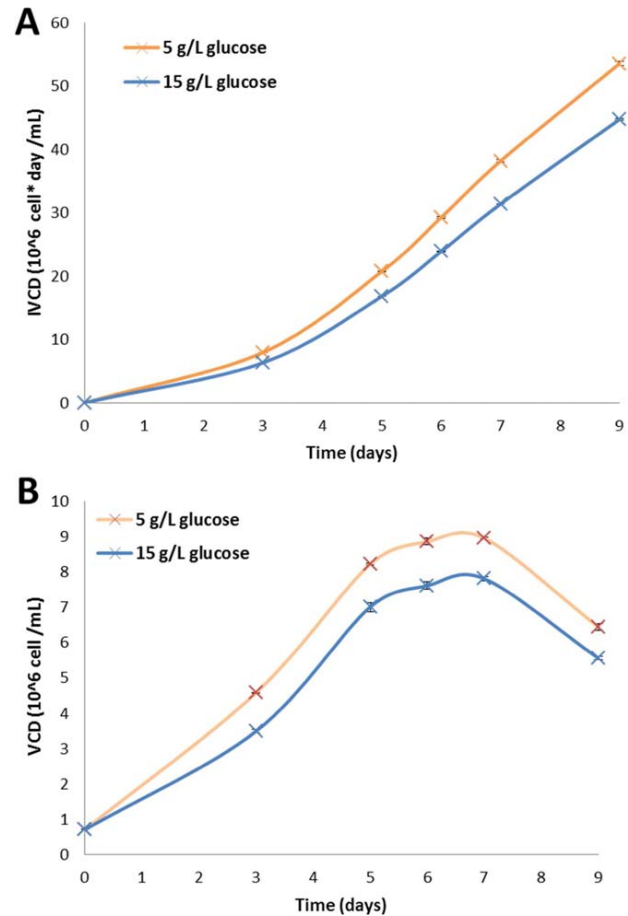 A
60
50
40
30
20
10
0
IVCD (10^6 cell* day /mL)
5 g/L glucose
15 g/L glucose
0 1 2 3 4 5 6 7 8 9
Time (days)
B
10
9
8
7
6
5
4
3
2
1
0
VCD (10^6 cell /mL)
5 g/L glucose
15 g/L glucose
0 1 2 3 4 5 6 7 8 9
Time (days)